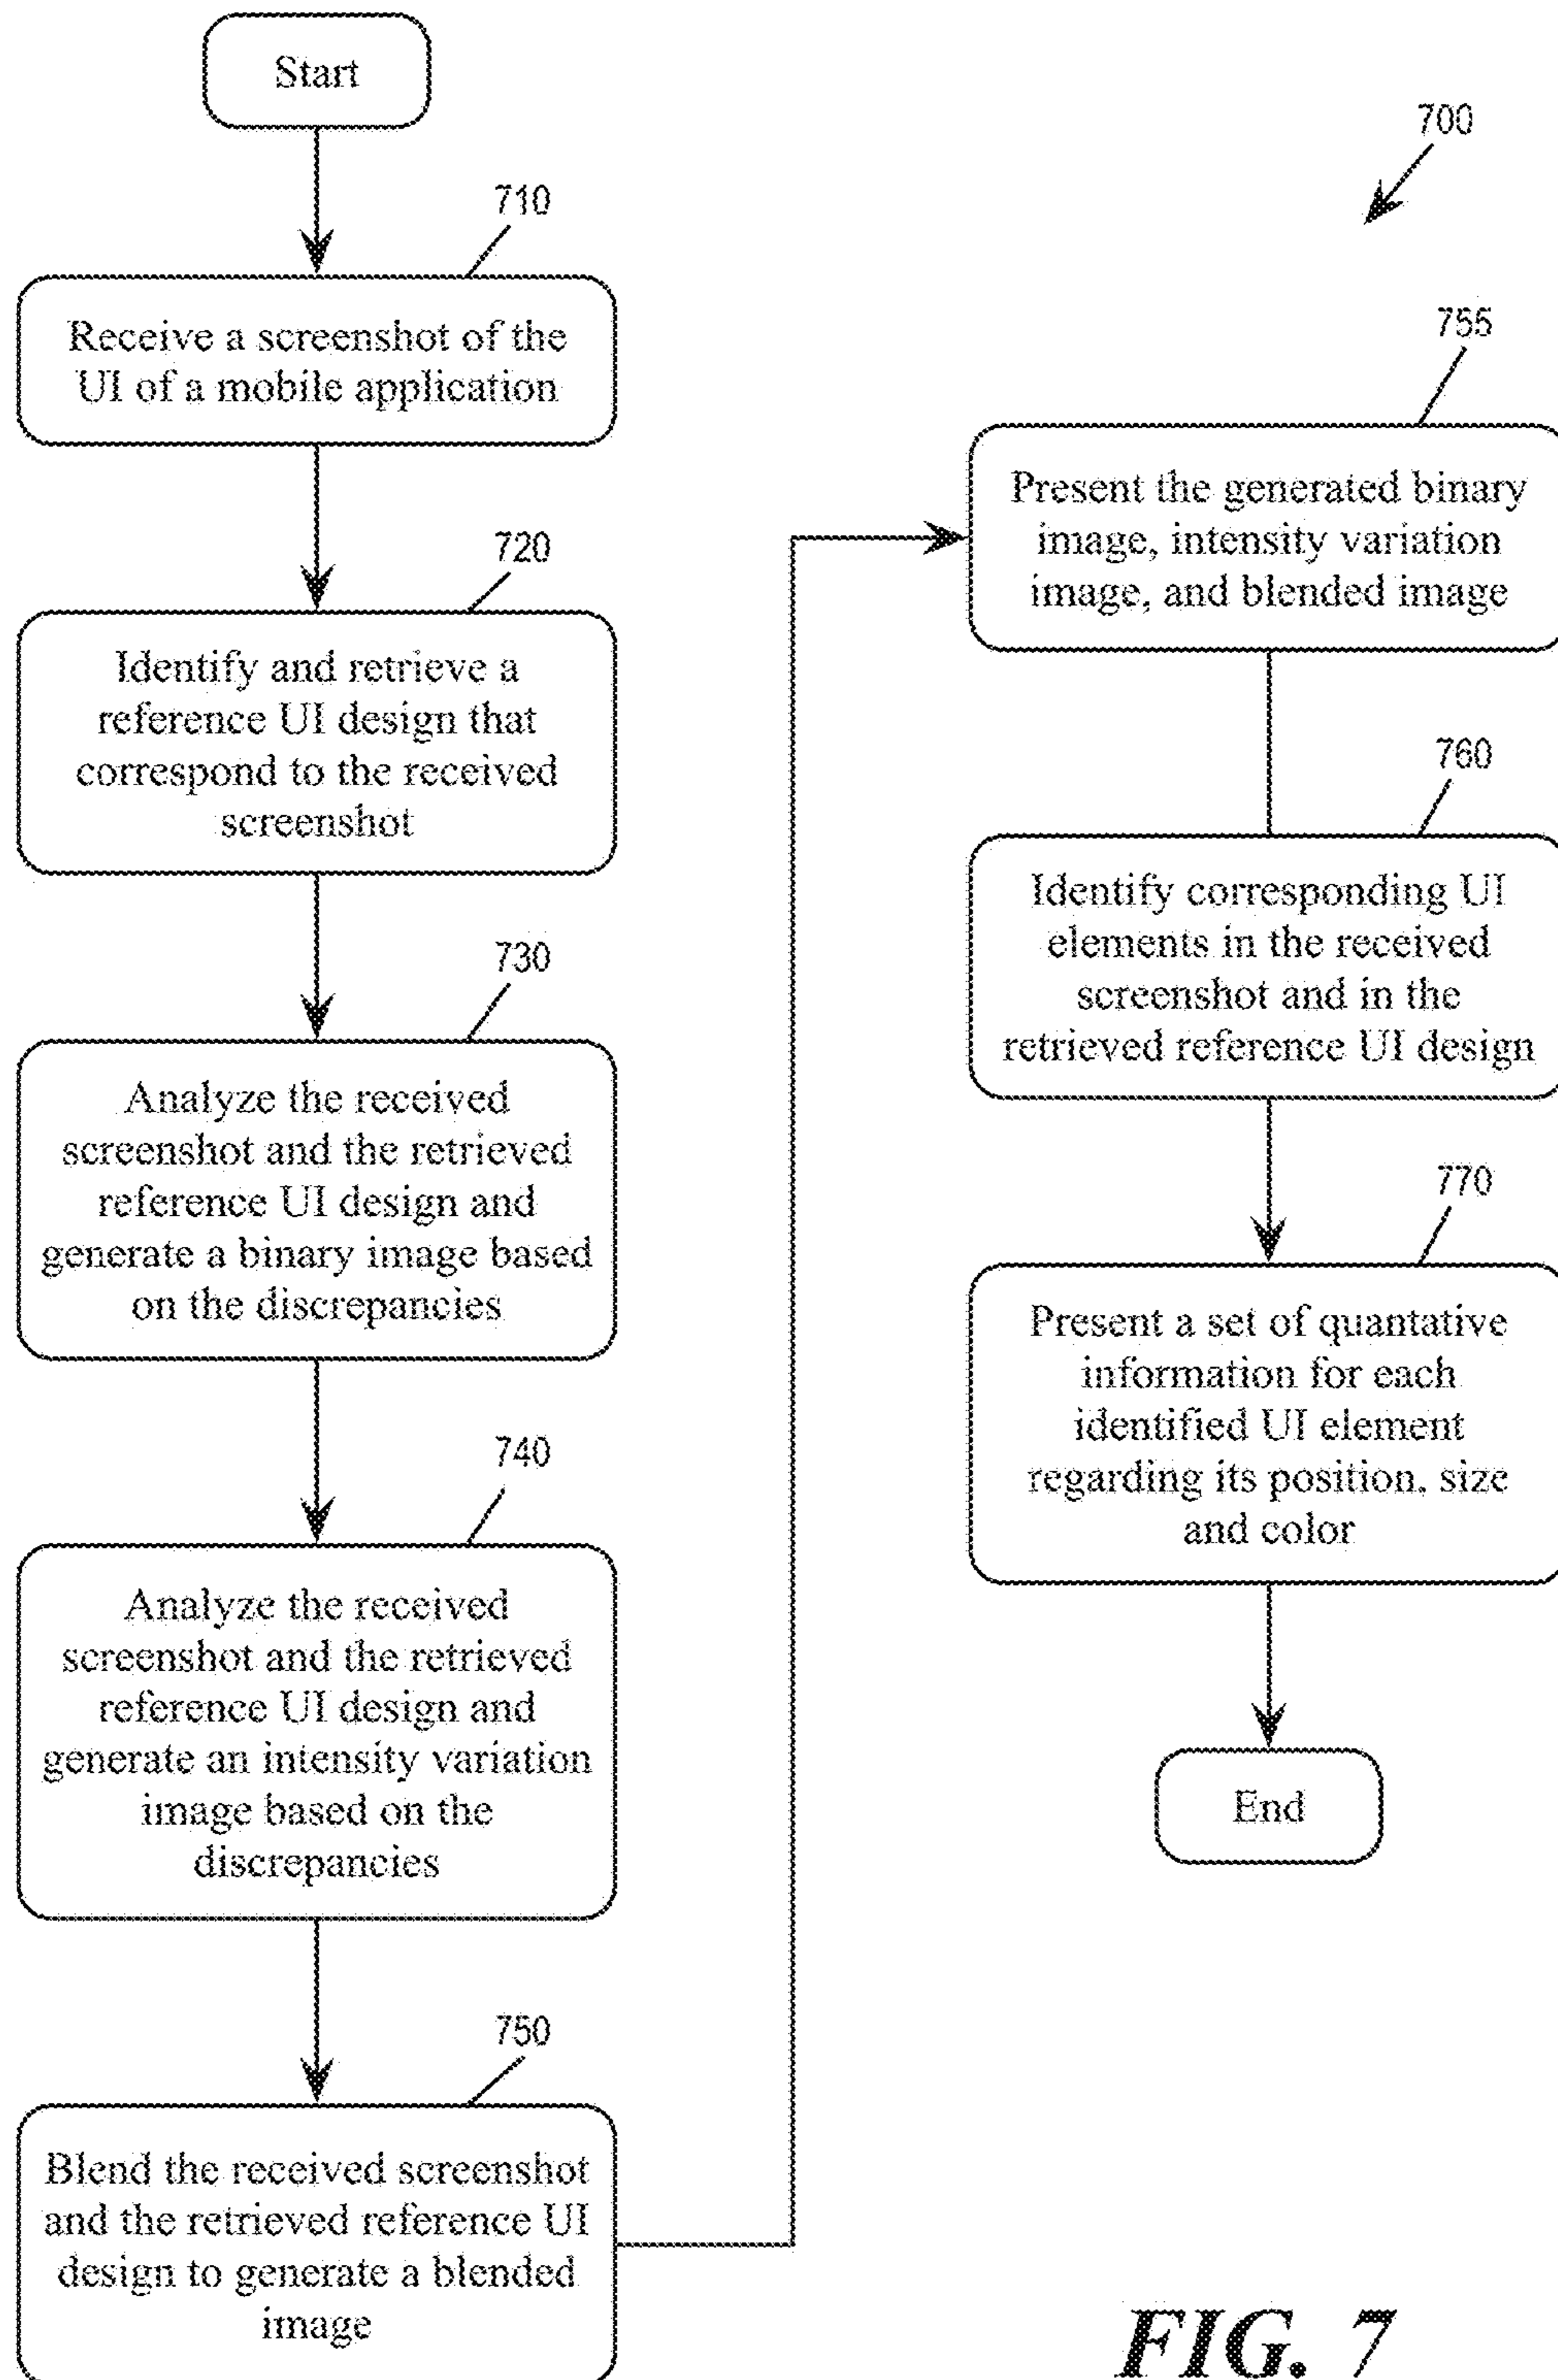 Start
700
710
Receive a screenshot of the
UI of a mobile application
720
Identify and retrieve a
reference UI design that
correspond to the received
screenshot
730
Analyze the received
screenshot and the retrieved
reference UI design and
generate a binary image based
on the discrepancies
740
Analyze the received
screenshot and the retrieved
reference UI design and
generate an intensity variation
image based on the
discrepancies
750
Blend the received screenshot
and the retrieved reference UI
design to generate a blended
image
755
Present the generated binary
image, intensity variation
image, and blended image
760
Identify corresponding UI
elements in the received
screenshot and in the
retrieved reference UI design
770
Present a set of quantative
information for each
identified UI element
regarding its position, size
and color
End
FIG. 7